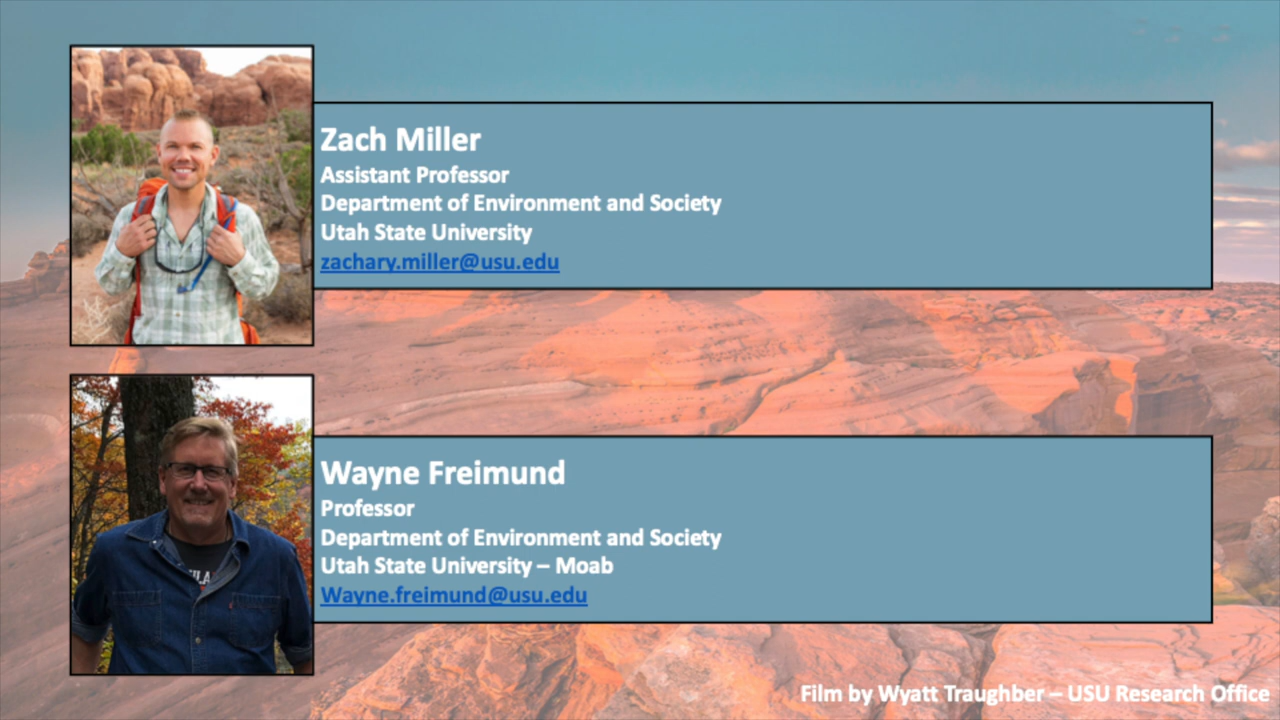 Zach Miller
Assistant Professor
Department of Environment and Society
Utah State University
zachary.miller@usu.edu
Wayne Freimund
Professor
Department of Environment and Society
Utah State University – Moab
Wayne.freimund@usu.edu
Film by Wyatt Traughber – USU Research Office